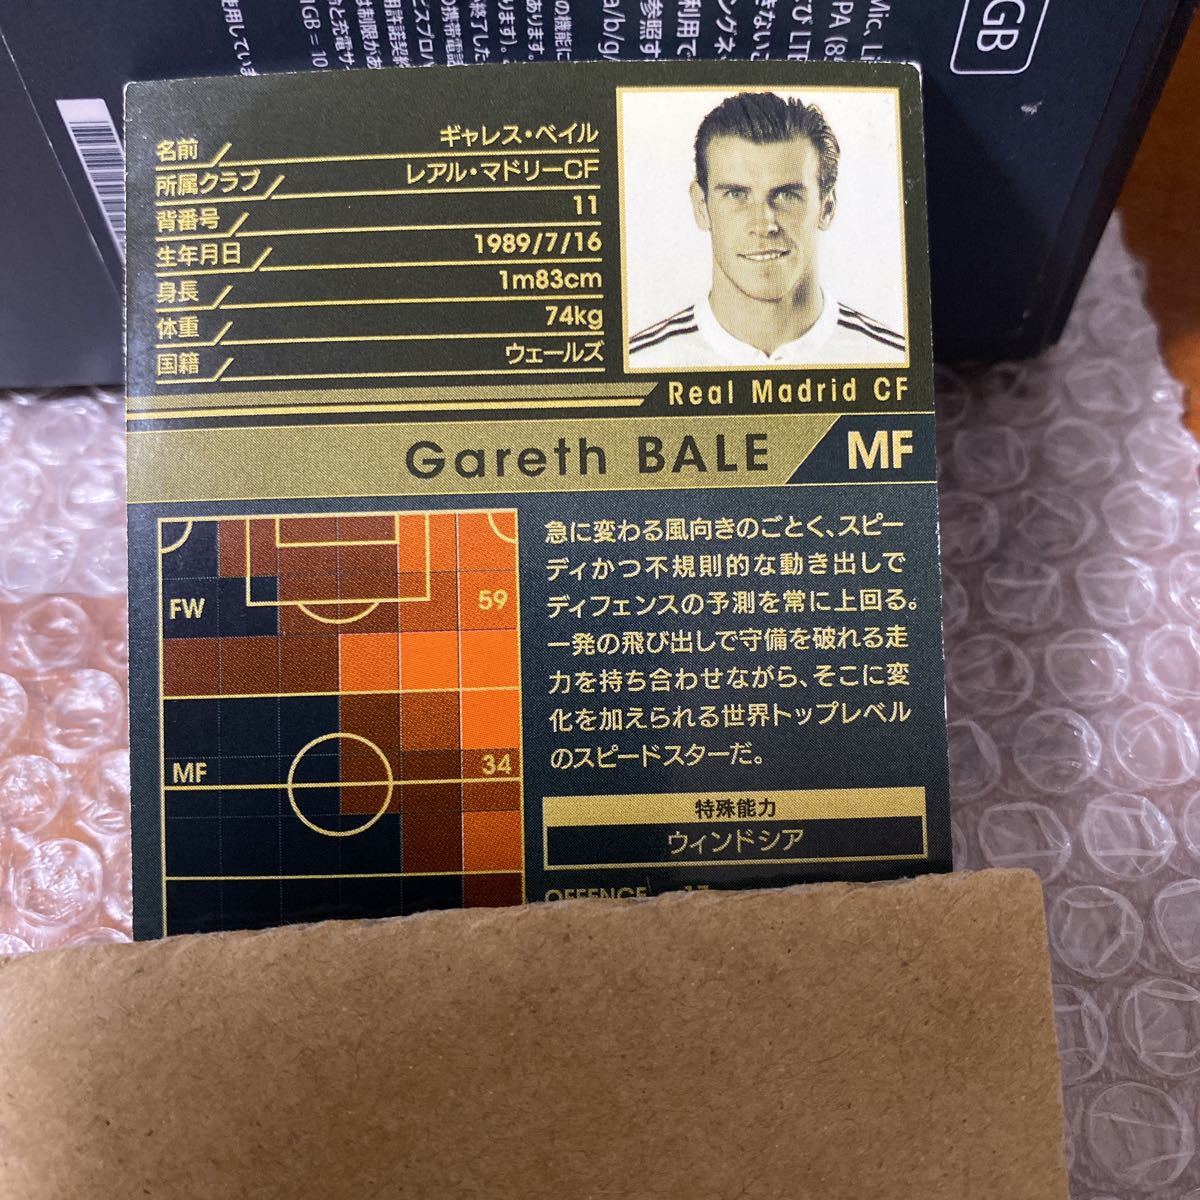 GB
名前 ギャレス・ベイル
所属クラブ レアル・マドリーCF
背番号 11
生年月日 1989/7/16
身長 1m83cm
体重 74kg
国籍 ウェールズ
Real Madrid CF
Gareth BALE MF
FW 59
MF 34
急に変わる風向きのごとく、スピー
ディかつ不規則的な動き出しで
ディフェンスの予測を常に上回る。
一発の飛び出しで守備を破れる走
力を持ち合わせながら、そこに変
化を加えられる世界トップレベル
のスピードスターだ。
特殊能力
ウィンドシア
OFFENCE 17